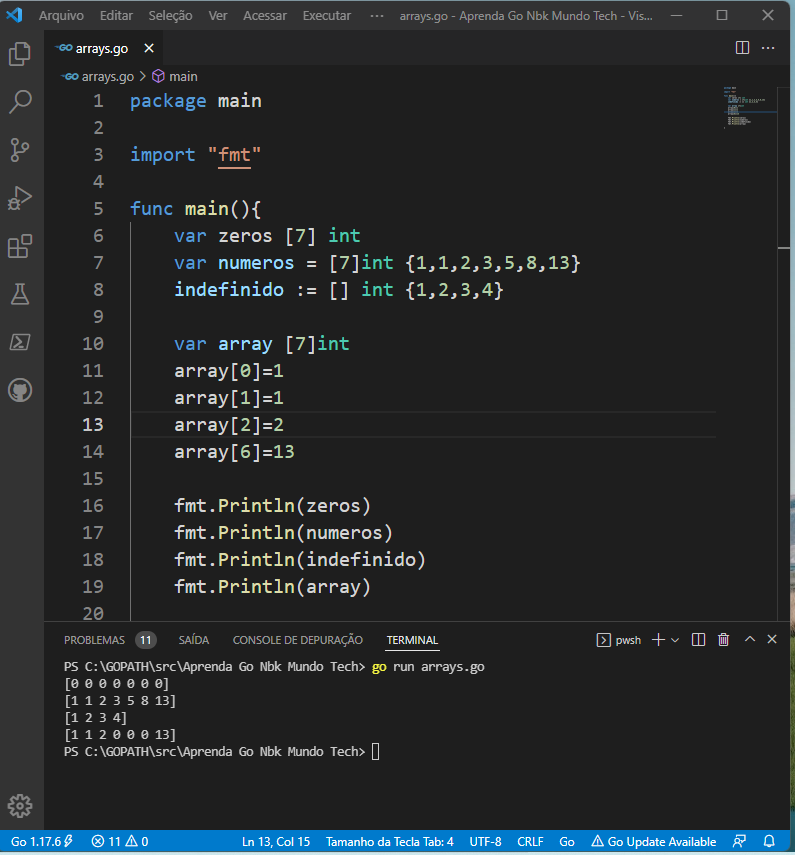 Arquivo Editar Seleção Ver Acessar Executar ··· arrays.go - Aprenda Go Nbk Mundo Tech - Vis...
GO arrays.go
GO arrays.go > main
1 package main
2
3 import "fmt"
4
5 func main(){
6 var zeros [7] int
7 var numeros = [7]int {1,1,2,3,5,8,13}
8 indefinido := [] int {1,2,3,4}
9
10 var array [7]int
11 array[0]=1
12 array[1]=1
13 array[2]=2
14 array[6]=13
15
16 fmt.Println(zeros)
17 fmt.Println(numeros)
18 fmt.Println(indefinido)
19 fmt.Println(array)
20
PROBLEMAS 11 SAÍDA CONSOLE DE DEPURAÇÃO TERMINAL pwsh
PS C:\GOPATH\src\Aprenda Go Nbk Mundo Tech> go run arrays.go
[0 0 0 0 0 0 0]
[1 1 2 3 5 8 13]
[1 2 3 4]
[1 1 2 0 0 0 13]
PS C:\GOPATH\src\Aprenda Go Nbk Mundo Tech>
Go 1.17.6 11 0 Ln 13, Col 15 Tamanho da Tecla Tab: 4 UTF-8 CRLF Go Go Update Available